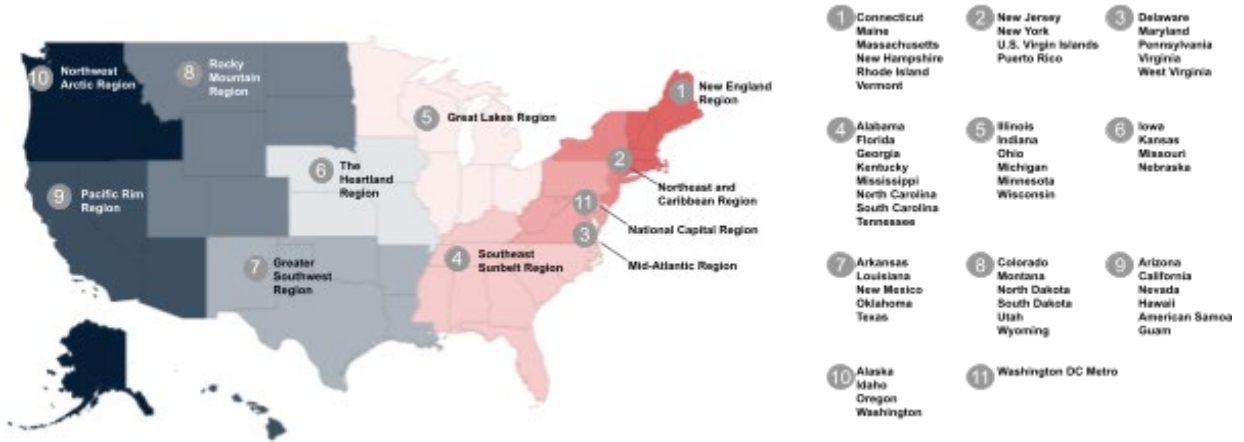 10 Northwest
Arctic Region
8 Rocky
Mountain
Region
1 New England
Region
5 Great Lakes Region
6 The
Heartland
Region
2
Northeast and
Caribbean Region
9 Pacific Rim
Region
11
National Capital Region
3
Mid-Atlantic Region
4 Southeast
Sunbelt Region
7 Greater
Southwest
Region
1 Connecticut
Maine
Massachusetts
New Hampshire
Rhode Island
Vermont
2 New Jersey
New York
U.S. Virgin Islands
Puerto Rico
3 Delaware
Maryland
Pennsylvania
Virginia
West Virginia
4 Alabama
Florida
Georgia
Kentucky
Mississippi
North Carolina
South Carolina
Tennessee
5 Illinois
Indiana
Ohio
Michigan
Minnesota
Wisconsin
6 Iowa
Kansas
Missouri
Nebraska
7 Arkansas
Louisiana
New Mexico
Oklahoma
Texas
8 Colorado
Montana
North Dakota
South Dakota
Utah
Wyoming
9 Arizona
California
Nevada
Hawaii
American Samoa
Guam
10 Alaska
Idaho
Oregon
Washington
11 Washington DC Metro